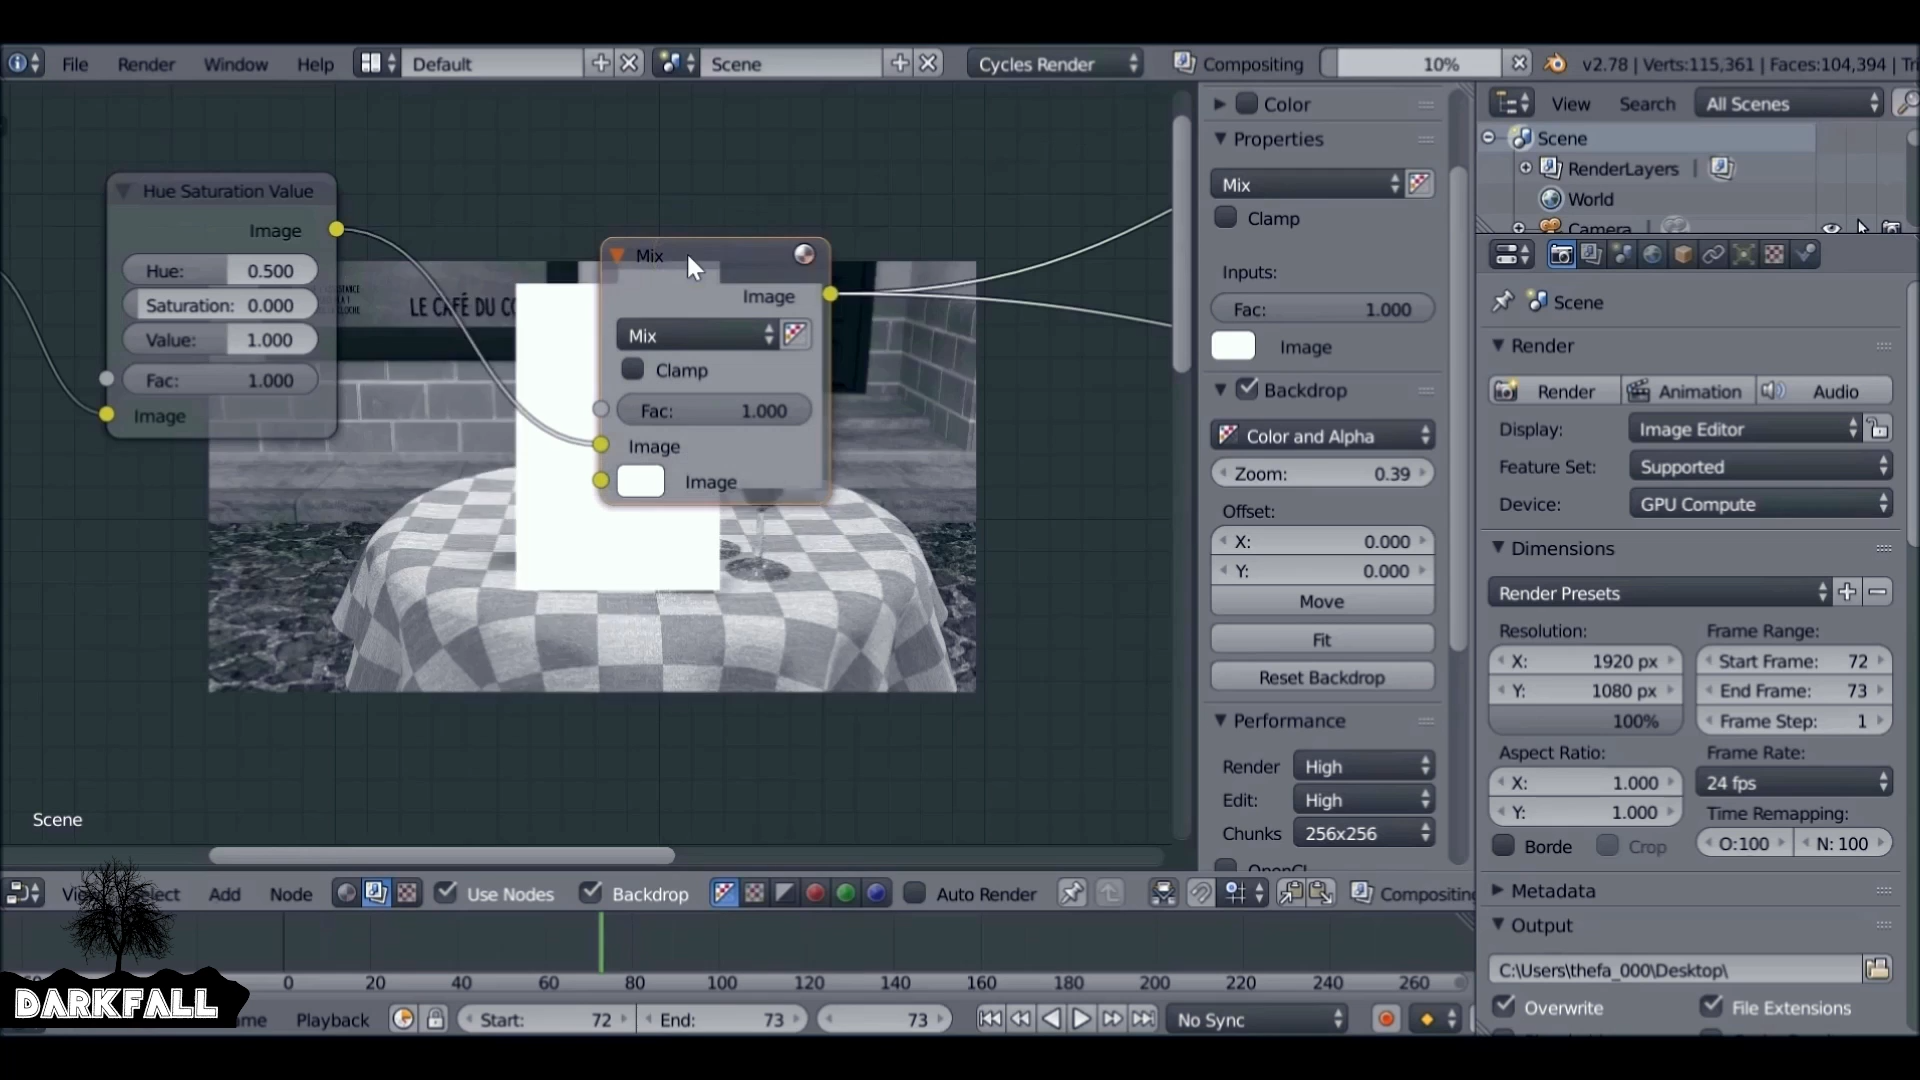 File Render Window Help Default Scene Cycles Render Compositing 10% v2.78 | Verts:115,361 | Faces:104,394 |
Hue Saturation Value
Image
Hue: 0.500
Saturation: 0.000
Value: 1.000
Fac: 1.000
Image
LE CAFÉ DU
Mix
Image
Mix
Clamp
Fac: 1.000
Image
Image
Scene
Color
Properties
Mix
Clamp
Inputs:
Fac: 1.000
Image
Backdrop
Color and Alpha
Zoom: 0.39
Offset:
X: 0.000
Y: 0.000
Move
Fit
Reset Backdrop
Performance
Render High
Edit: High
Chunks 256x256
OpenCL
View Search All Scenes
Scene
RenderLayers |
World
Camera
Scene
Render
Render Animation Audio
Display: Image Editor
Feature Set: Supported
Device: GPU Compute
Dimensions
Render Presets
Resolution: Frame Range:
X: 1920 px Start Frame: 72
Y: 1080 px End Frame: 73
100% Frame Step: 1
Aspect Ratio: Frame Rate:
X: 1.000 24 fps
Y: 1.000 Time Remapping:
Borde Crop O:100 N: 100
Metadata
Output
C:\Users\thefa_000\Desktop\
Overwrite File Extensions
Add Node Use Nodes Backdrop Auto Render Compositing
0 20 40 60 80 100 120 140 160 180 200 220 240 260
DARKFALL
Playback Start: 72 End: 73 73 No Sync